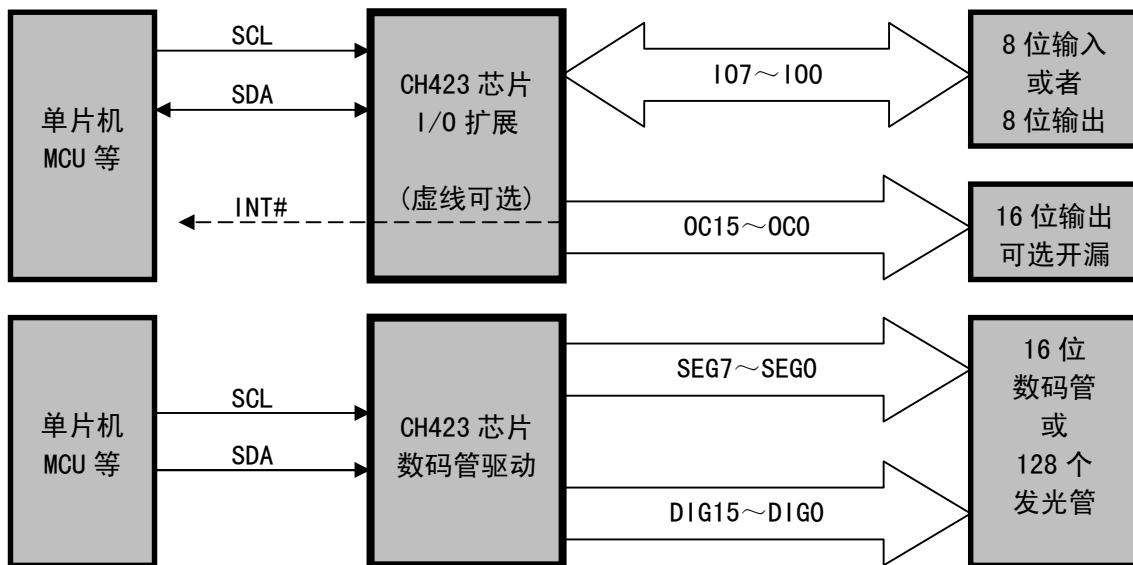 单片机
MCU 等
SCL
SDA
INT#
CH423 芯片
I/O 扩展
(虚线可选)
IO7～IO0
8 位输入
或者
8 位输出
OC15～OC0
16 位输出
可选开漏
单片机
MCU 等
SCL
SDA
CH423 芯片
数码管驱动
SEG7～SEG0
DIG15～DIG0
16 位
数码管
或
128 个
发光管